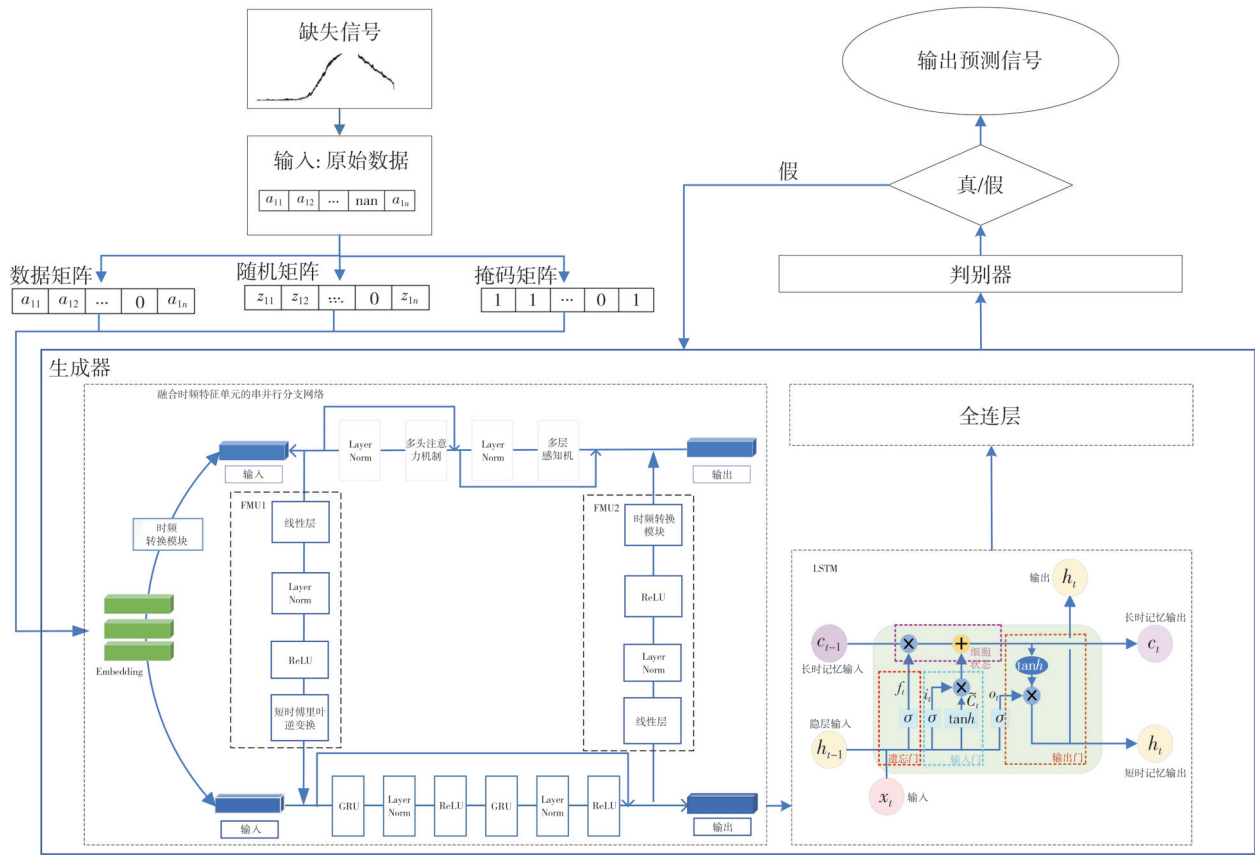 缺失信号
输入: 原始数据
a11 a12 ... nan a1n
数据矩阵
a11 a12 ... 0 a1n
随机矩阵
z11 z12 ... 0 z1n
掩码矩阵
1 1 ... 0 1
输出预测信号
真/假
假
判别器
生成器
融合时频特征单元的串并行分支网络
输入
Layer
Norm
多头注意
力机制
Layer
Norm
多层
感知机
输出
时频
转换模块
Embedding
FMU1
线性层
Layer
Norm
ReLU
短时傅里叶
逆变换
FMU2
时频转换
模块
ReLU
Layer
Norm
线性层
输入
GRU
Layer
Norm
ReLU
GRU
Layer
Norm
ReLU
输出
全连层
LSTM
输出
ht
长时记忆输出
ct
ct-1
长时记忆输入
× +
细胞
状态
tanh
ft it × C̃t ot ×
σ σ tanh σ
隐层输入
ht-1
遗忘门
输入门
输出门
ht
短时记忆输出
xt
输入